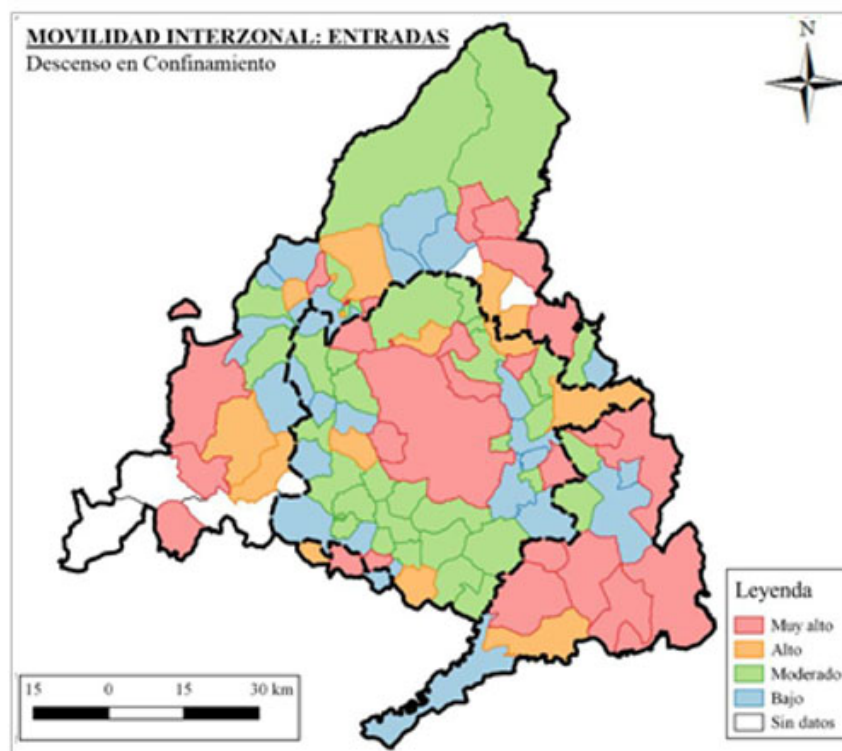 MOVILIDAD INTERZONAL: ENTRADAS
Descenso en Confinamiento
N
Leyenda
Muy alto
Alto
Moderado
Bajo
Sin datos
15 0 15 30 km